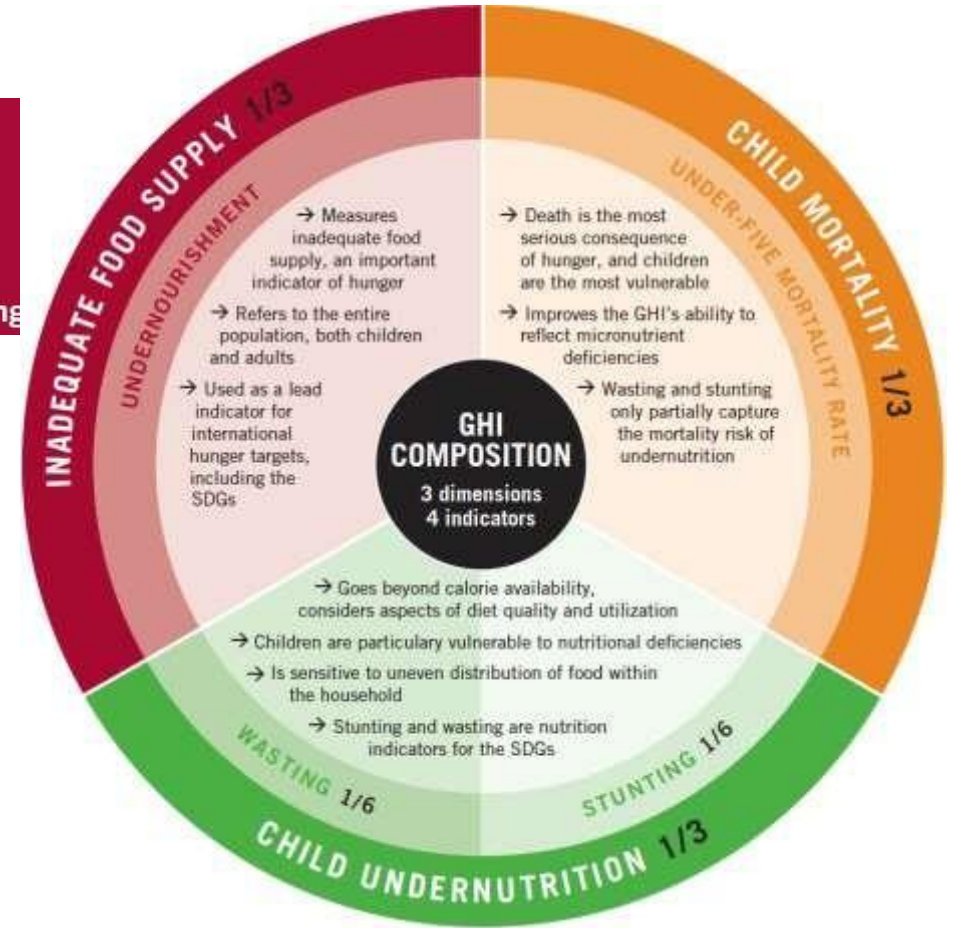 INADEQUATE FOOD SUPPLY 1/3
UNDERNOURISHMENT
→ Measures
inadequate food
supply, an important
indicator of hunger
→ Refers to the entire
population, both children
and adults
→ Used as a lead
indicator for
international
hunger targets,
including the
SDGs
CHILD MORTALITY 1/3
UNDER-FIVE MORTALITY RATE
→ Death is the most
serious consequence
of hunger, and children
are the most vulnerable
→ Improves the GHI's ability to
reflect micronutrient
deficiencies
→ Wasting and stunting
only partially capture
the mortality risk of
undernutrition
GHI
COMPOSITION
3 dimensions
4 indicators
→ Goes beyond calorie availability,
considers aspects of diet quality and utilization
→ Children are particulary vulnerable to nutritional deficiencies
→ Is sensitive to uneven distribution of food within
the household
→ Stunting and wasting are nutrition
indicators for the SDGs
WASTING 1/6
STUNTING 1/6
CHILD UNDERNUTRITION 1/3